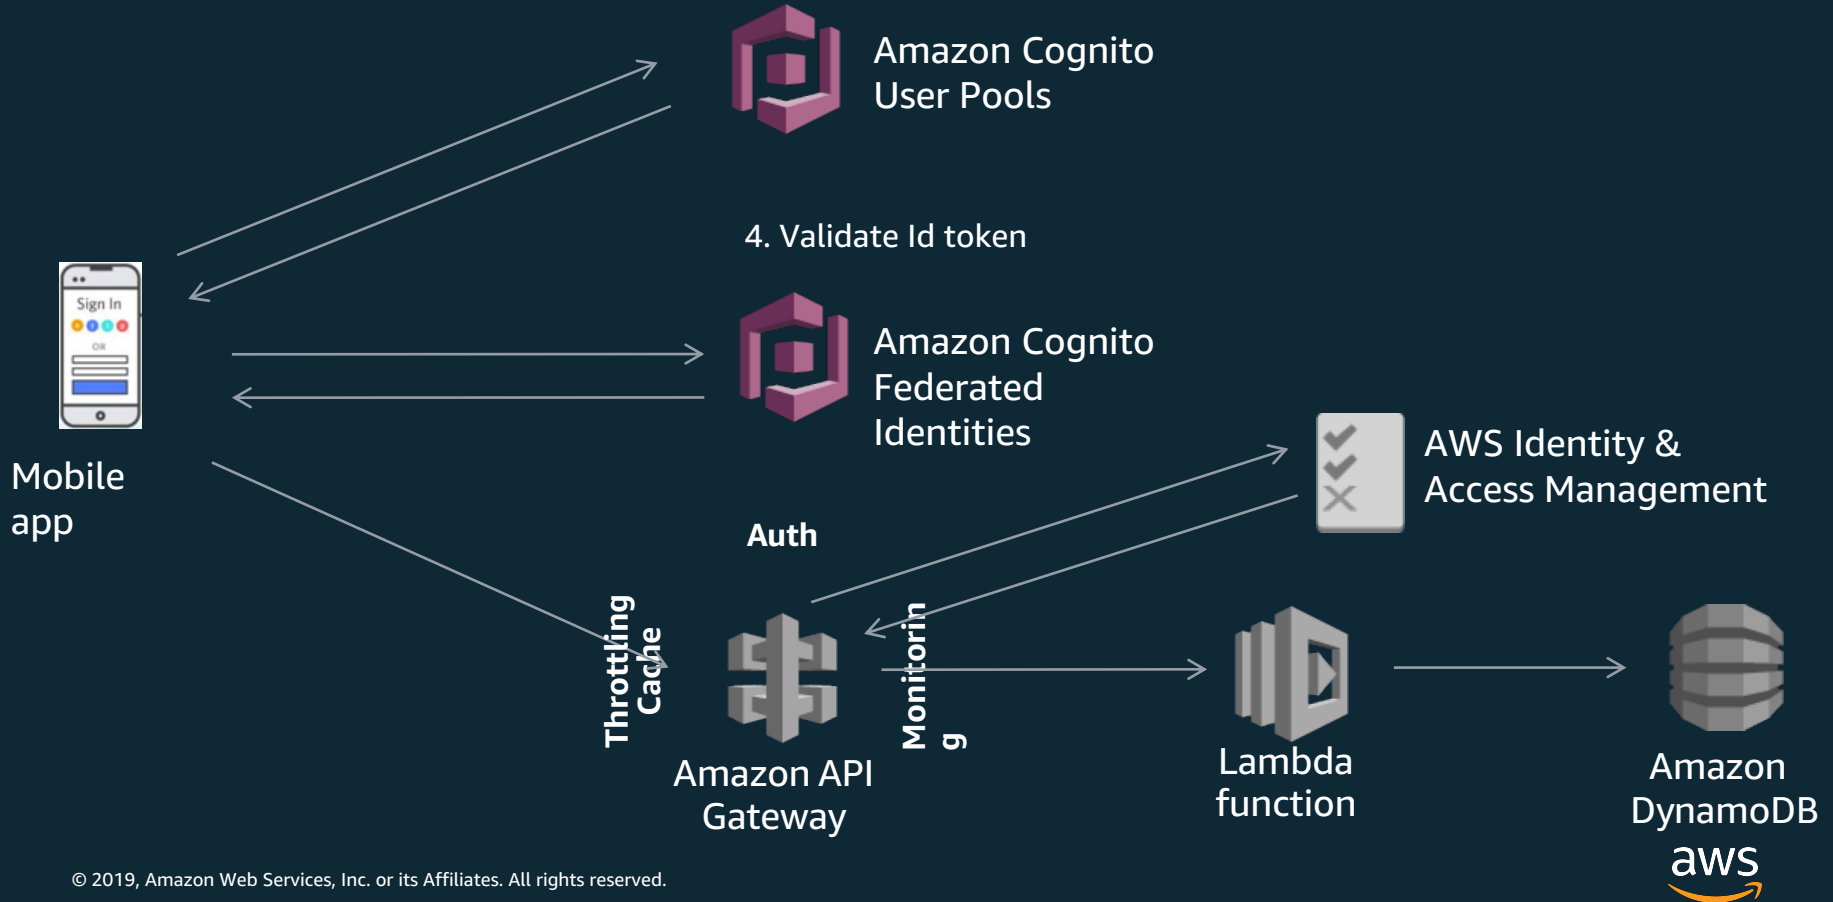 Amazon Cognito
User Pools
4. Validate Id token
Sign In
OR
Amazon Cognito
Federated
Identities
Mobile
app
AWS Identity &
Access Management
Auth
Throttling
Cache
Monitorin
g
Amazon API
Gateway
Lambda
function
Amazon
DynamoDB
© 2019, Amazon Web Services, Inc. or its Affiliates. All rights reserved.
aws